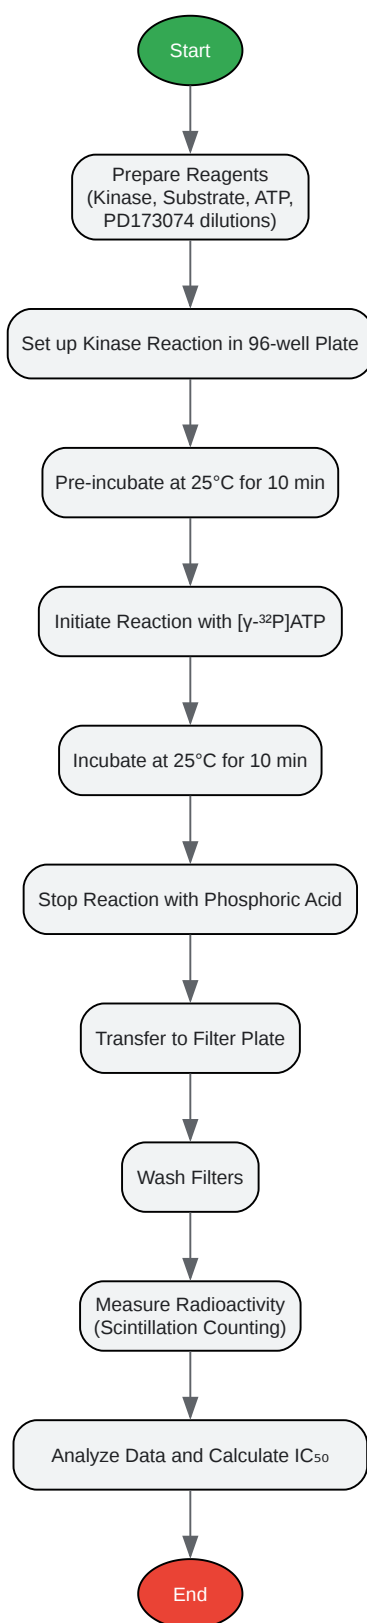 Start
Prepare Reagents
(Kinase, Substrate, ATP,
PD173074 dilutions)
Set up Kinase Reaction in 96-well Plate
Pre-incubate at 25°C for 10 min
Initiate Reaction with [γ-³²P]ATP
Incubate at 25°C for 10 min
Stop Reaction with Phosphoric Acid
Transfer to Filter Plate
Wash Filters
Measure Radioactivity
(Scintillation Counting)
Analyze Data and Calculate IC₅₀
End